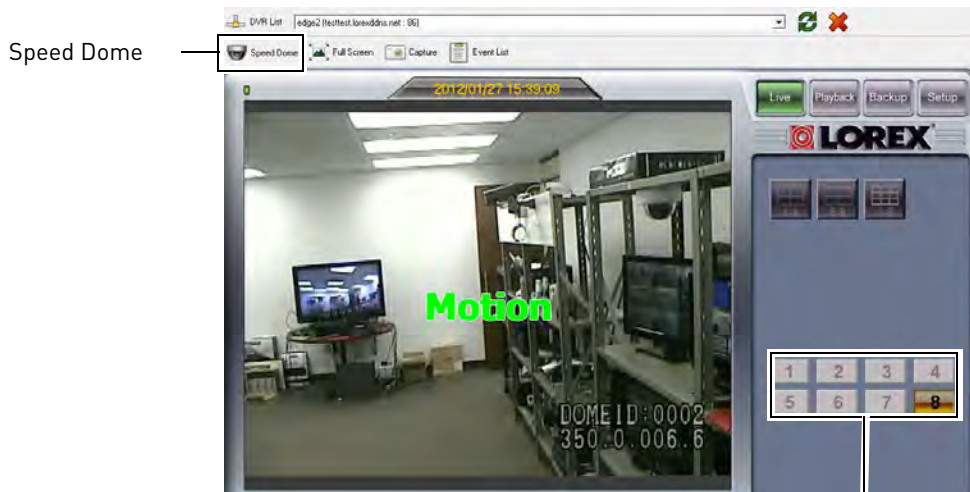 DVR List edge2 (testtest.lorexddns.net : 86)
Speed Dome
Speed Dome Full Screen Capture Event List
2012/01/27 15:39:09
Live Playback Backup Setup
LOREX
Motion
1 2 3 4
5 6 7 8
DOMEID:0002
350.0.006.6